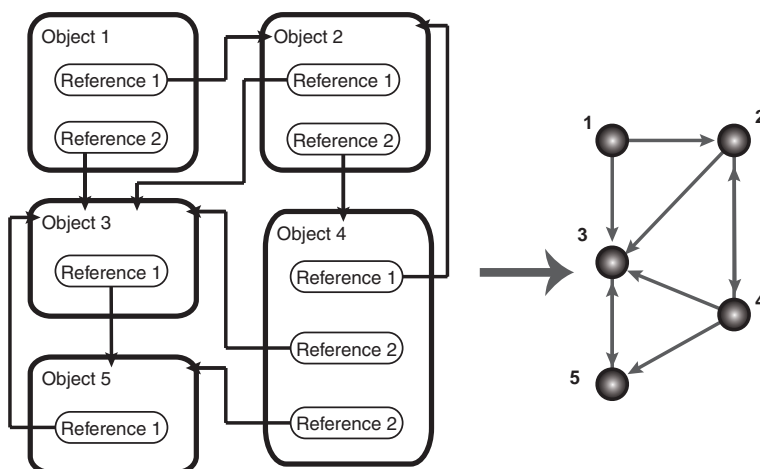 Object 1
Reference 1
Reference 2
Object 2
Reference 1
Reference 2
Object 3
Reference 1
Object 4
Reference 1
Reference 2
Reference 2
Object 5
Reference 1
1
2
3
4
5